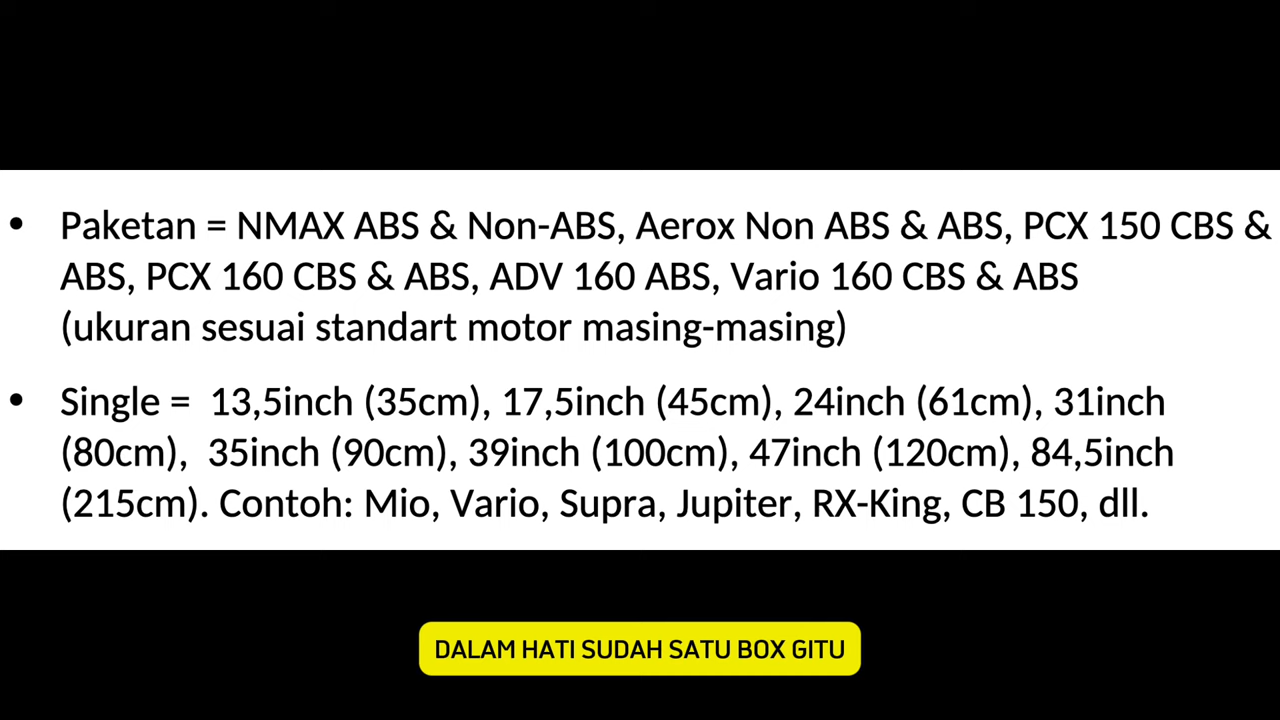 • Paketan = NMAX ABS & Non-ABS, Aerox Non ABS & ABS, PCX 150 CBS &
ABS, PCX 160 CBS & ABS, ADV 160 ABS, Vario 160 CBS & ABS
(ukuran sesuai standart motor masing-masing)
• Single = 13,5inch (35cm), 17,5inch (45cm), 24inch (61cm), 31inch
(80cm), 35inch (90cm), 39inch (100cm), 47inch (120cm), 84,5inch
(215cm). Contoh: Mio, Vario, Supra, Jupiter, RX-King, CB 150, dll.
DALAM HATI SUDAH SATU BOX GITU